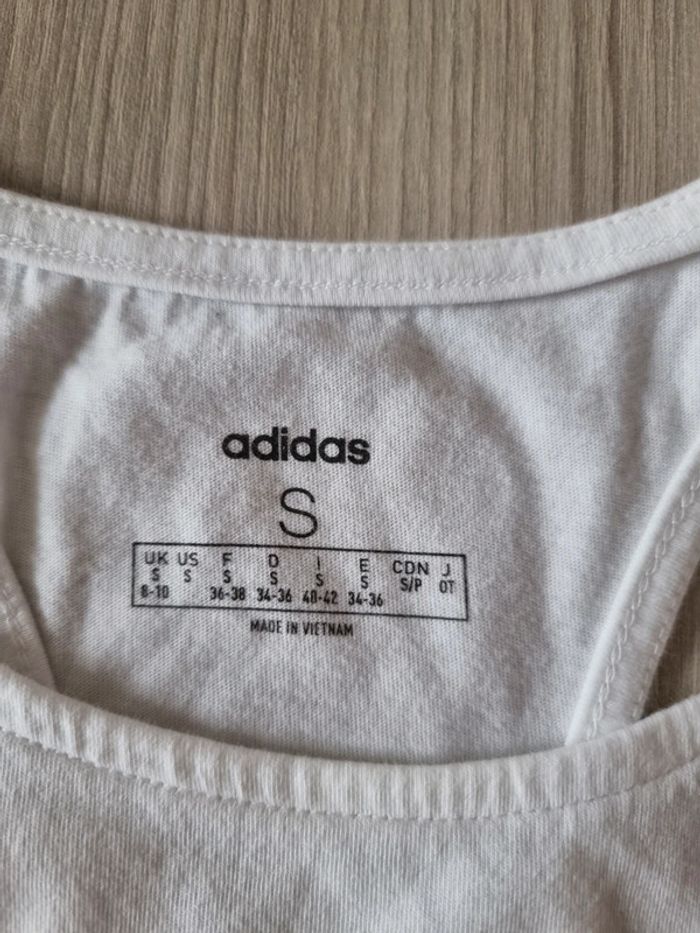 adidas
S
UK US F D I E CDN J
S S S S S S S/P OT
8-10 36-38 34-36 40-42 34-36
MADE IN VIETNAM